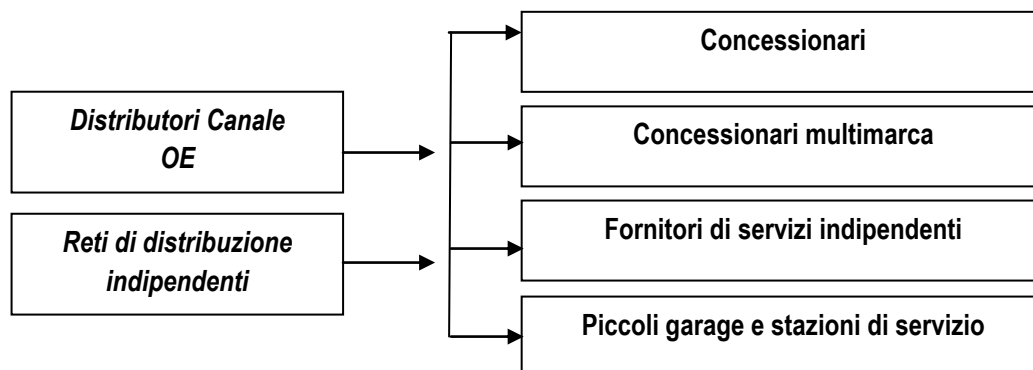 Concessionari
Distributori Canale
OE
Concessionari multimarca
Reti di distribuzione
indipendenti
Fornitori di servizi indipendenti
Piccoli garage e stazioni di servizio